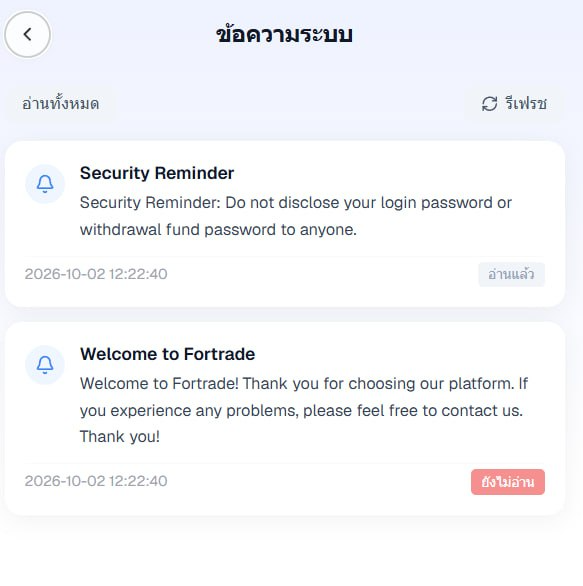 ข้อความระบบ
อ่านทั้งหมด
รีเฟรช
Security Reminder
Security Reminder: Do not disclose your login password or
withdrawal fund password to anyone.
2026-10-02 12:22:40
อ่านแล้ว
Welcome to Fortrade
Welcome to Fortrade! Thank you for choosing our platform. If
you experience any problems, please feel free to contact us.
Thank you!
2026-10-02 12:22:40
ยังไม่อ่าน